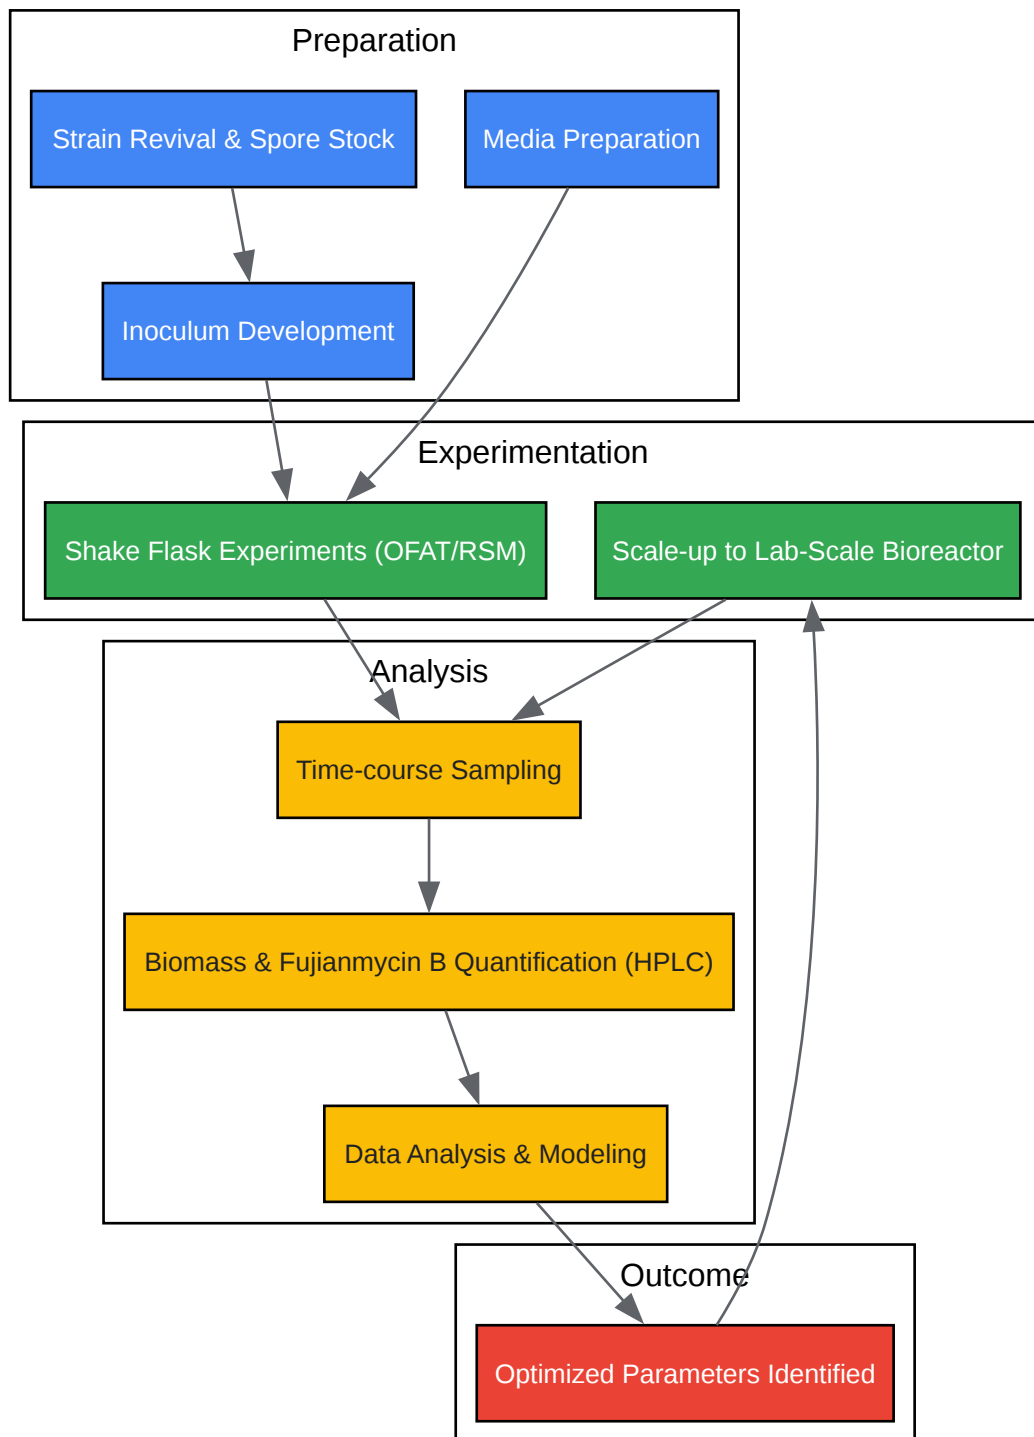 Preparation
Strain Revival & Spore Stock
Media Preparation
Inoculum Development
Experimentation
Shake Flask Experiments (OFAT/RSM)
Scale-up to Lab-Scale Bioreactor
Analysis
Time-course Sampling
Biomass & Fujianmycin B Quantification (HPLC)
Data Analysis & Modeling
Outcome
Optimized Parameters Identified